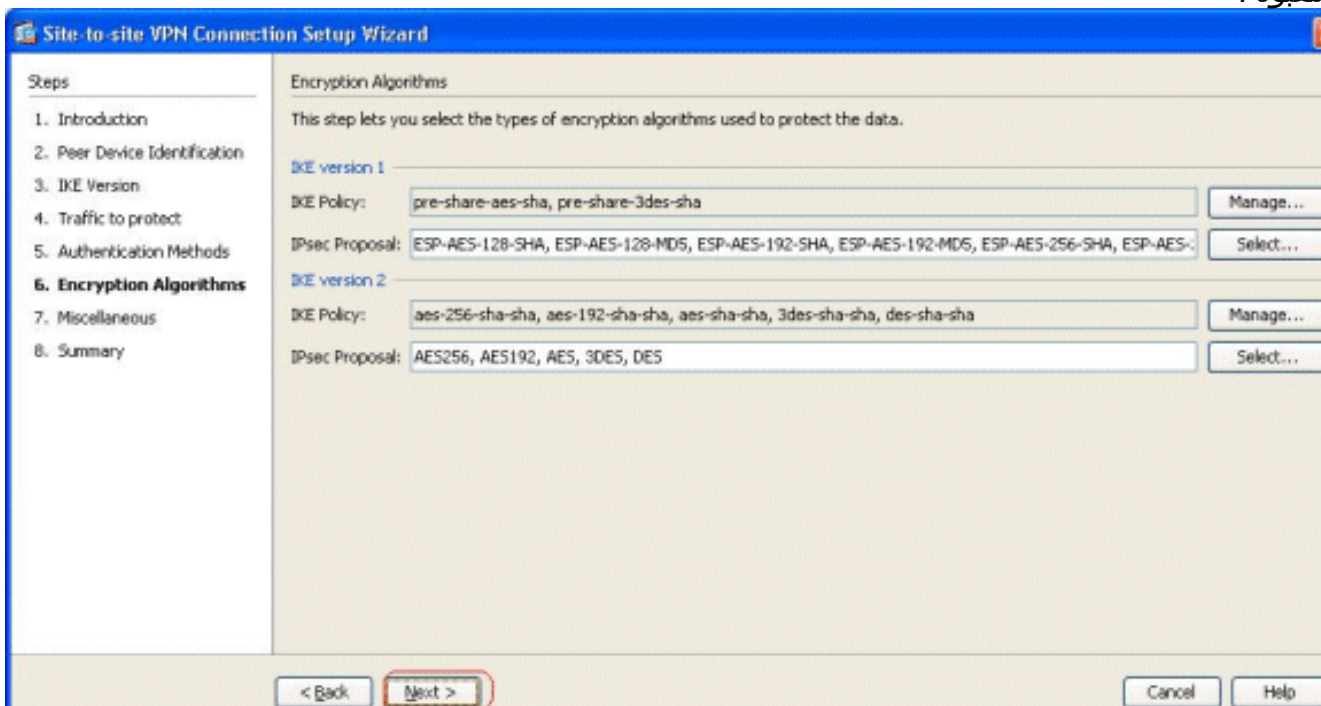 Site-to-site VPN Connection Setup Wizard
Steps
1. Introduction
2. Peer Device Identification
3. IKE Version
4. Traffic to protect
5. Authentication Methods
6. Encryption Algorithms
7. Miscellaneous
8. Summary
Encryption Algorithms
This step lets you select the types of encryption algorithms used to protect the data.
IKE version 1
IKE Policy: pre-share-aes-sha, pre-share-3des-sha Manage...
IPsec Proposal: ESP-AES-128-SHA, ESP-AES-128-MD5, ESP-AES-192-SHA, ESP-AES-192-MD5, ESP-AES-256-SHA, ESP-AES- Select...
IKE version 2
IKE Policy: aes-256-sha-sha, aes-192-sha-sha, aes-sha-sha, 3des-sha-sha, des-sha-sha Manage...
IPsec Proposal: AES256, AES192, AES, 3DES, DES Select...
< Back Next > Cancel Help